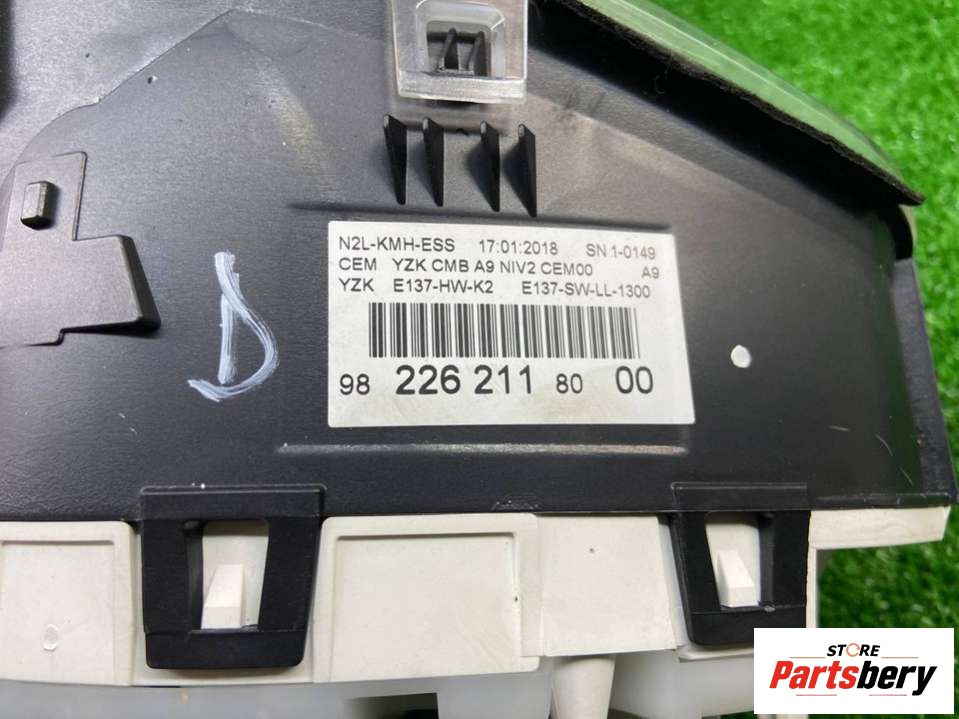 N2L-KMH-ESS 17:01:2018 SN:1-0149
CEM YZK CMB A9 NIV2 CEM00 A9
YZK E137-HW-K2 E137-SW-LL-1300
98 226 211 80 00
D
STORE
Partsbery